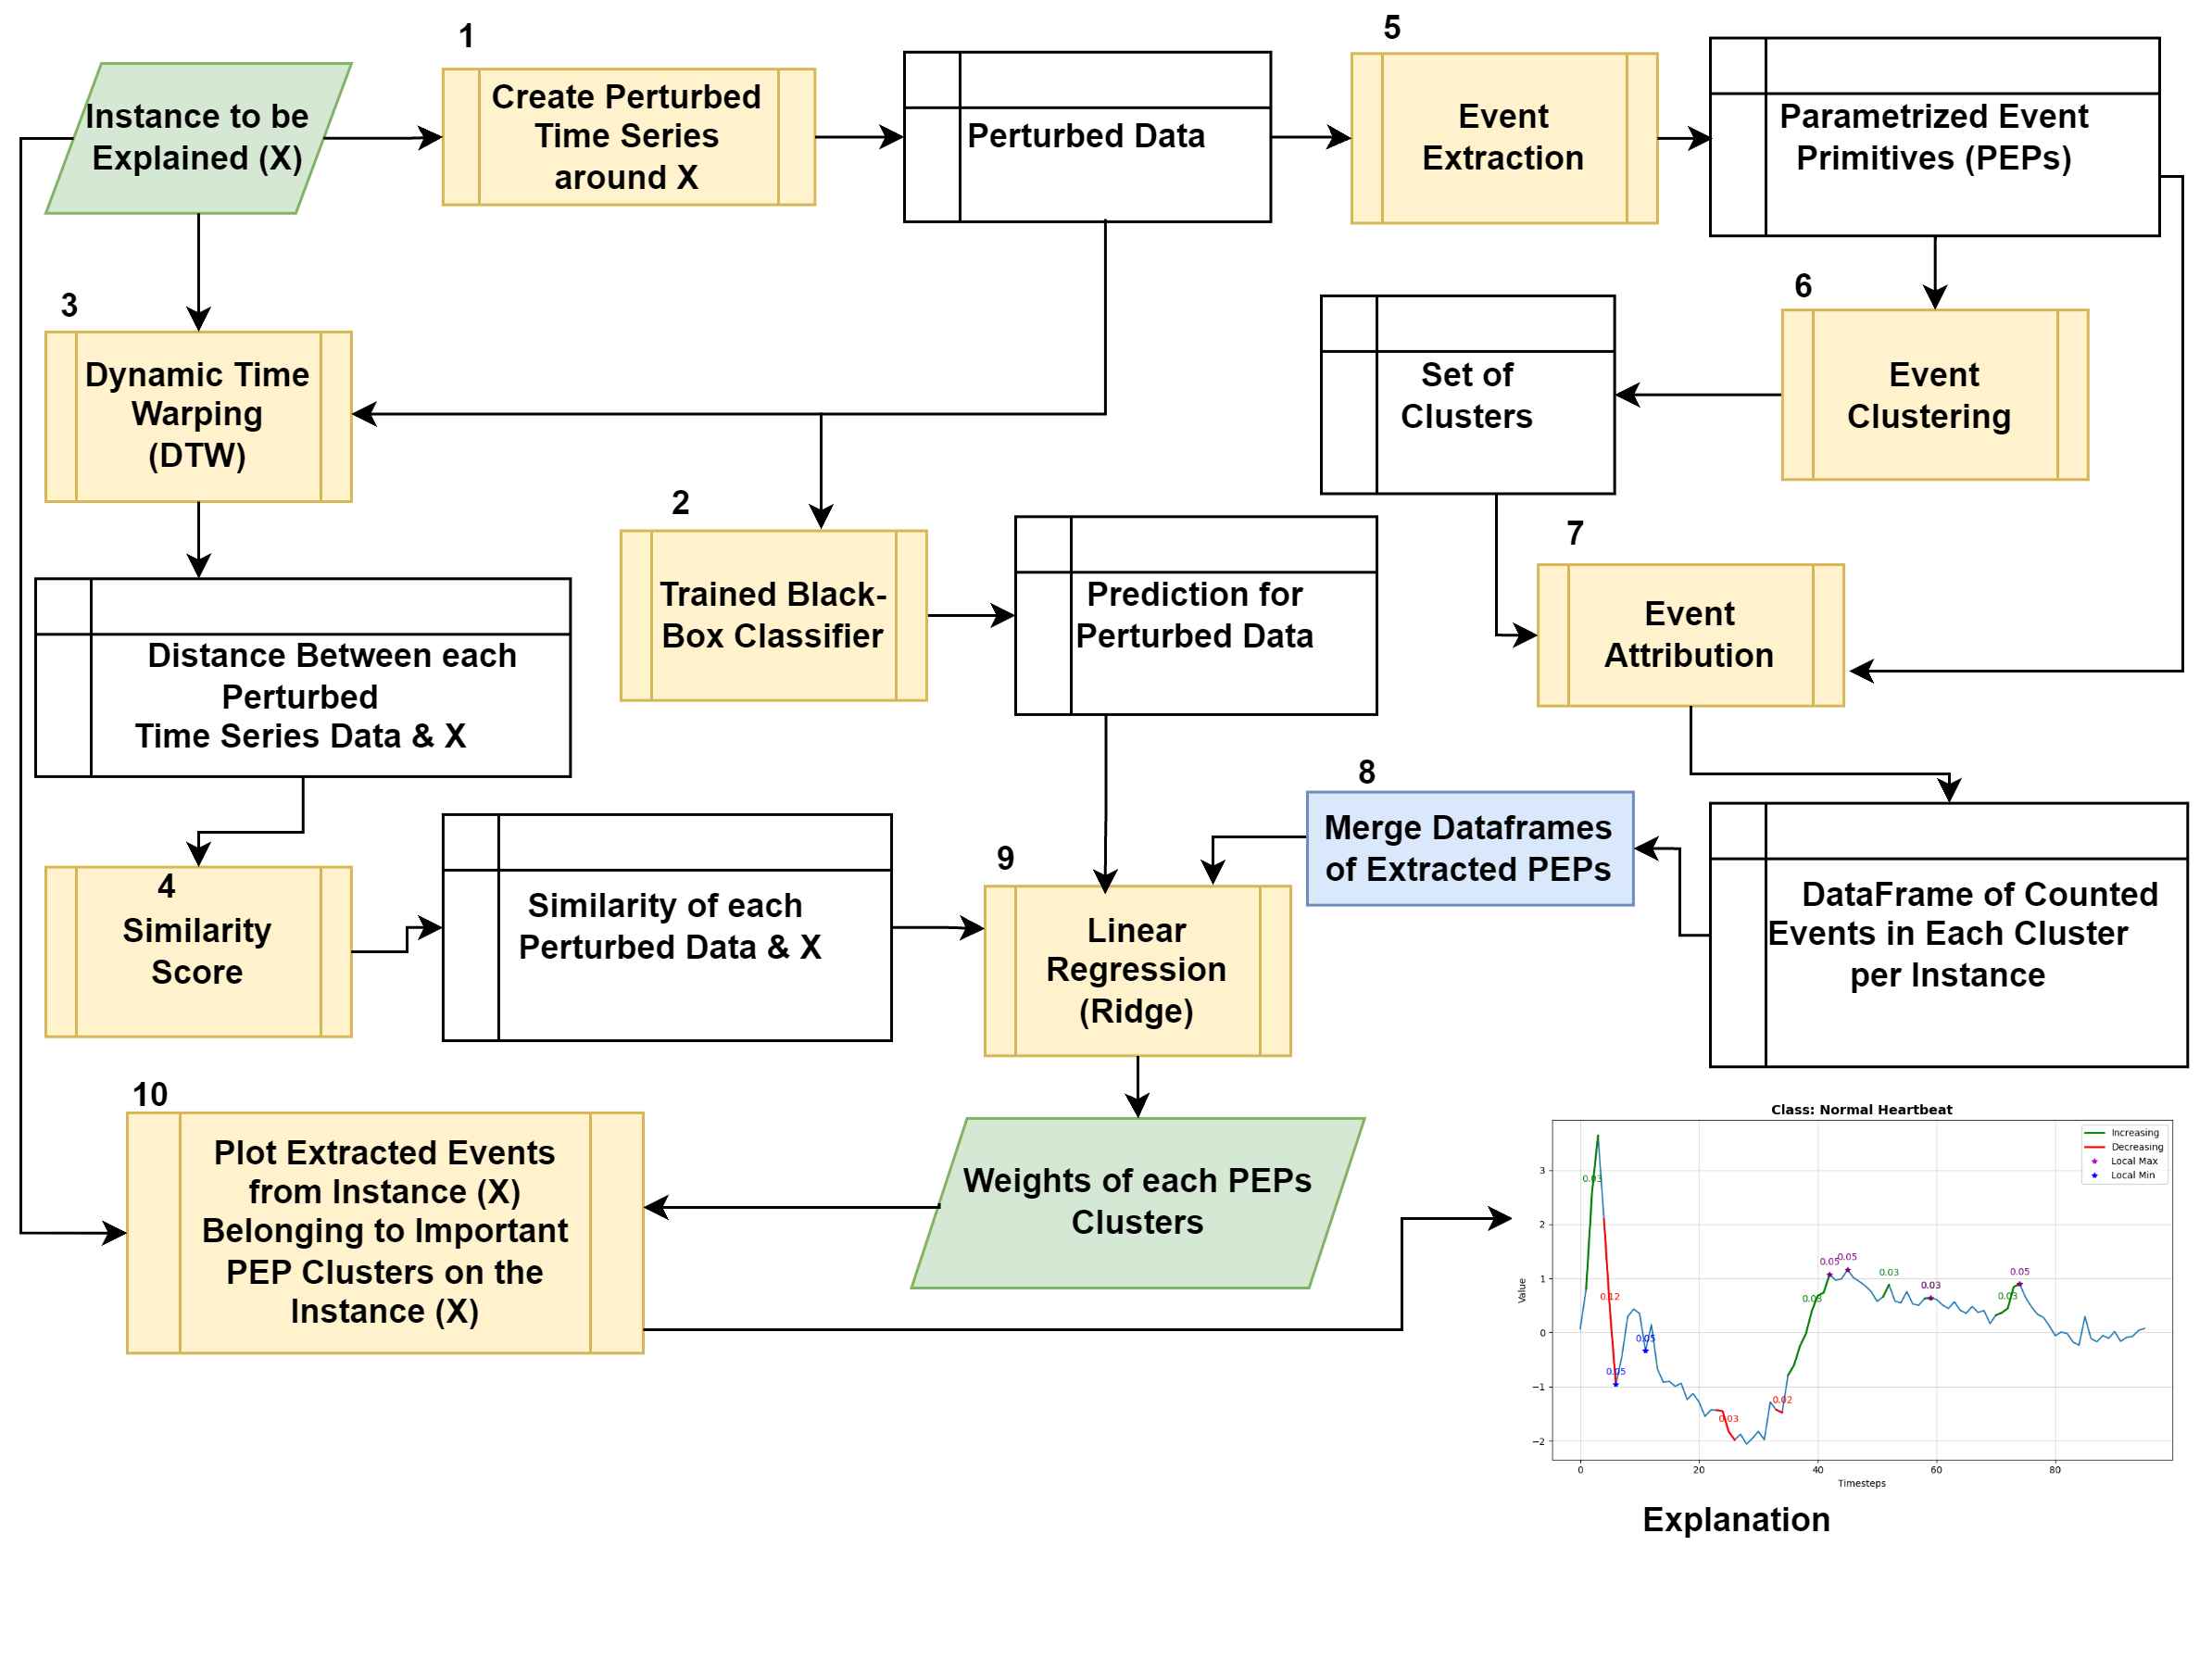 1
5
Instance to be
Explained (X)
Create Perturbed
Time Series
around X
Perturbed Data
Event
Extraction
Parametrized Event
Primitives (PEPs)
3
6
Dynamic Time
Warping
(DTW)
Set of
Clusters
Event
Clustering
2
7
Trained Black-
Box Classifier
Prediction for
Perturbed Data
Event
Attribution
Distance Between each
Perturbed
Time Series Data & X
8
Merge Dataframes
of Extracted PEPs
4
Similarity
Score
Similarity of each
Perturbed Data & X
9
Linear
Regression
(Ridge)
DataFrame of Counted
Events in Each Cluster
per Instance
10
Plot Extracted Events
from Instance (X)
Belonging to Important
PEP Clusters on the
Instance (X)
Weights of each PEPs
Clusters
Class: Normal Heartbeat
Increasing
Decreasing
Local Max
Local Min
Value
3
2
1
0
−1
−2
0.03
0.12
0.05
0.05
0.03
0.02
0.03
0.05
0.05
0.03
0.03
0.03
0.05
0
20
40
60
80
Timesteps
Explanation